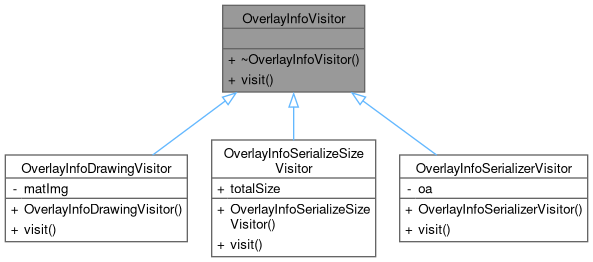 OverlayInfoVisitor
+ ~OverlayInfoVisitor()
+ visit()
OverlayInfoDrawingVisitor
- matImg
+ OverlayInfoDrawingVisitor()
+ visit()
OverlayInfoSerializeSize
Visitor
+ totalSize
+ OverlayInfoSerializeSize
Visitor()
+ visit()
OverlayInfoSerializerVisitor
- oa
+ OverlayInfoSerializerVisitor()
+ visit()